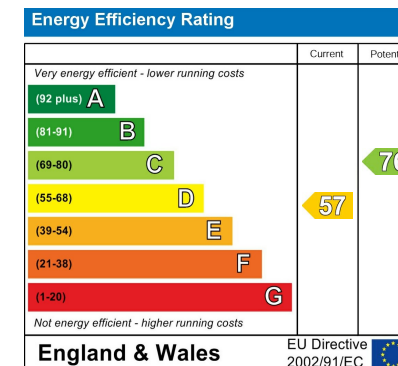 Energy Efficiency Rating
Current
Very energy efficient - lower running costs
(92 plus) A
(81-91) B
(69-80) C
(55-68) D
57
(39-54) E
(21-38) F
(1-20) G
Not energy efficient - higher running costs
England & Wales
EU Directive
2002/91/EC